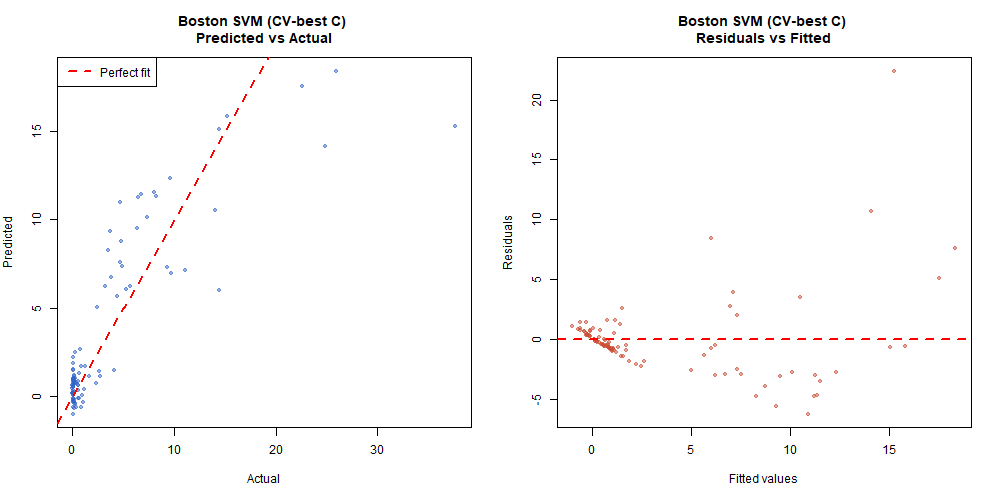 Boston SVM (CV-best C)
Predicted vs Actual
Perfect fit
Predicted
0
5
10
15
0
10
20
30
Actual
Boston SVM (CV-best C)
Residuals vs Fitted
Residuals
-5
0
5
10
15
20
0
5
10
15
Fitted values